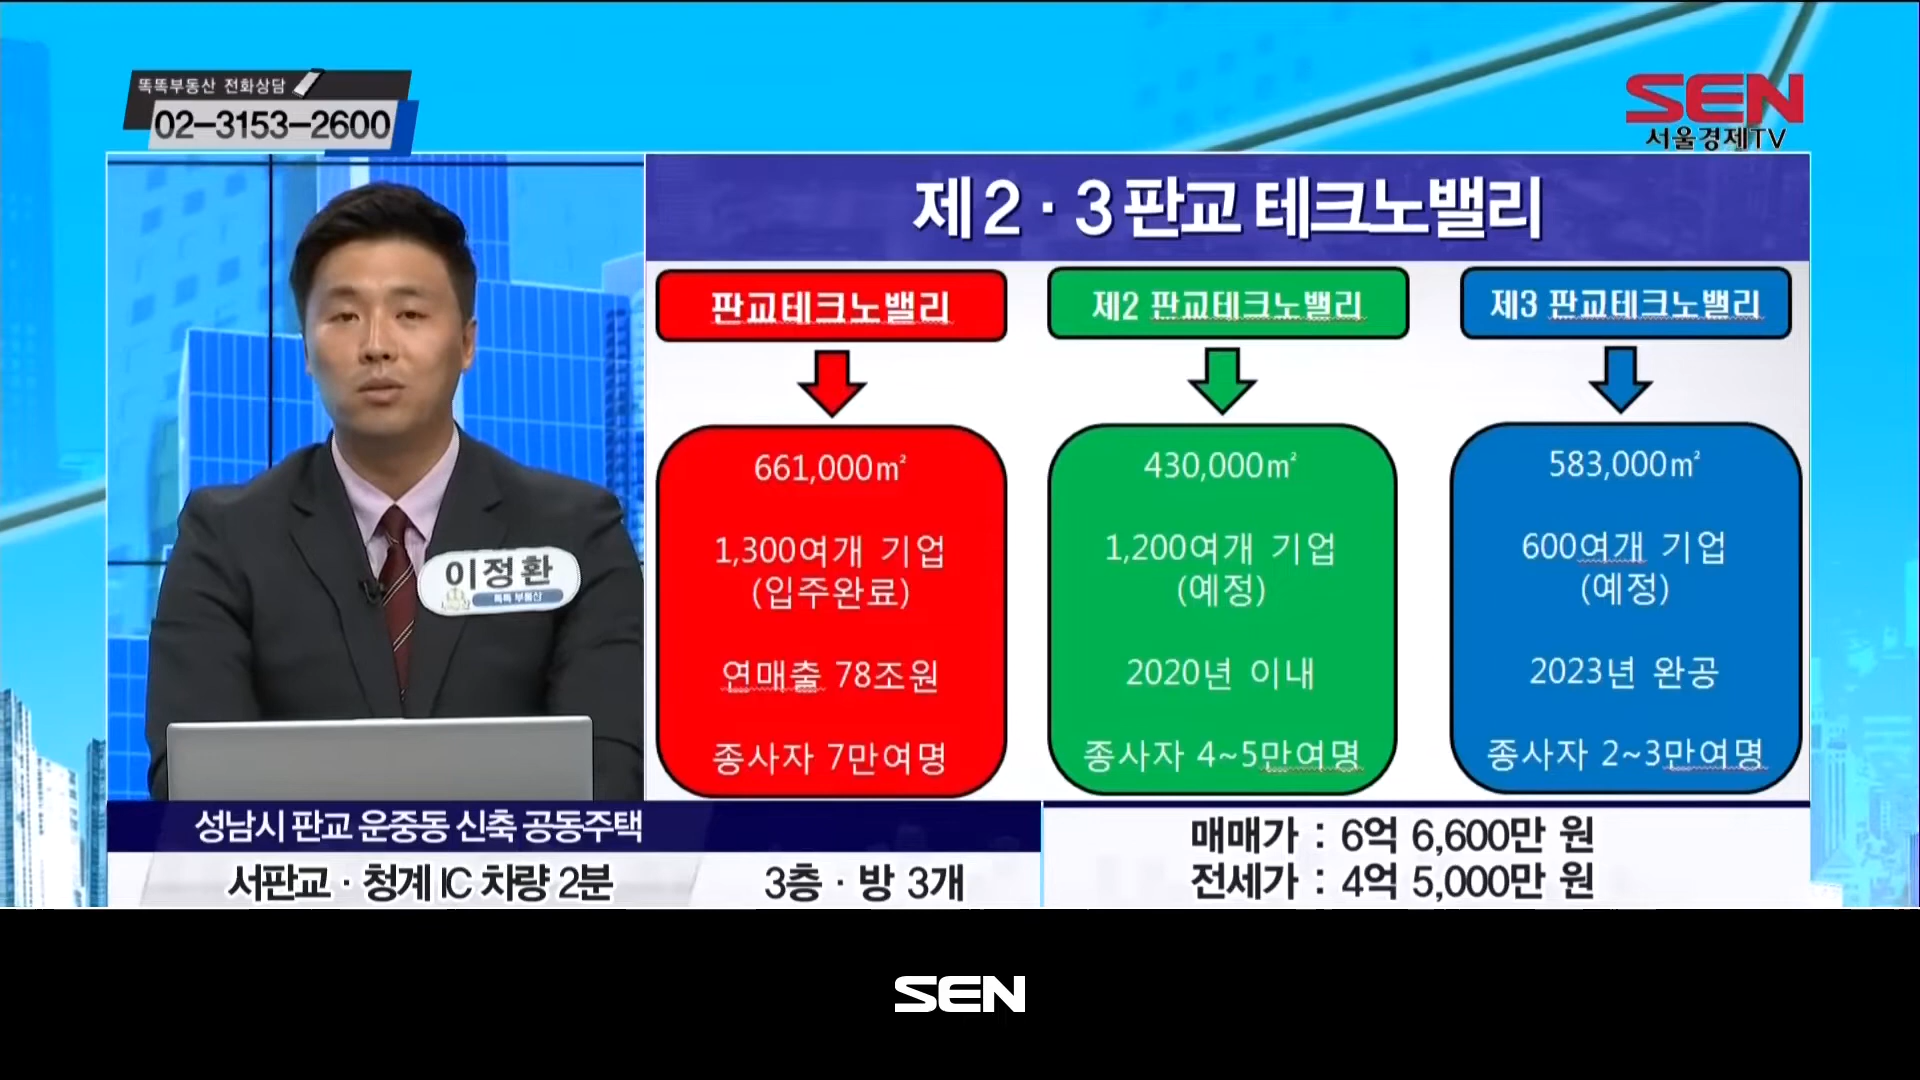 똑똑부동산 전화상담
02-3153-2600
SEN
서울경제TV
제2·3 판교 테크노밸리
판교테크노밸리
661,000㎡
1,300여개 기업
(입주완료)
연매출 78조원
종사자 7만여명
제2 판교테크노밸리
430,000㎡
1,200여개 기업
(예정)
2020년 이내
종사자 4~5만여명
제3 판교테크노밸리
583,000㎡
600여개 기업
(예정)
2023년 완공
종사자 2~3만여명
이정환
똑똑 부동산
성남시 판교 운중동 신축 공동주택
서판교·청계 IC 차량 2분
3층·방 3개
매매가 : 6억 6,600만 원
전세가 : 4억 5,000만 원
SEN